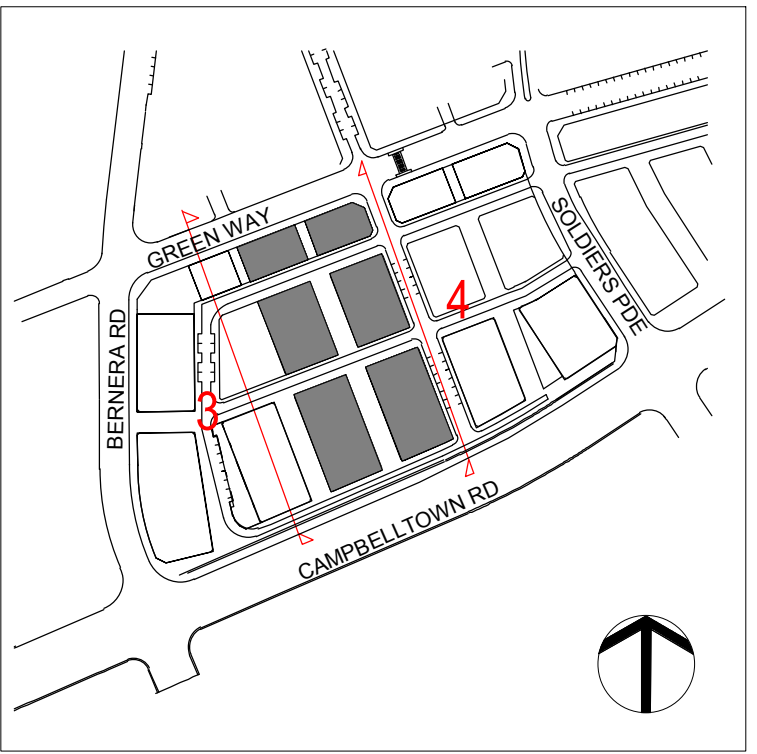 GREEN WAY
SOLDIERS PDE
4
BERNERA RD
3
CAMPBELLTOWN RD